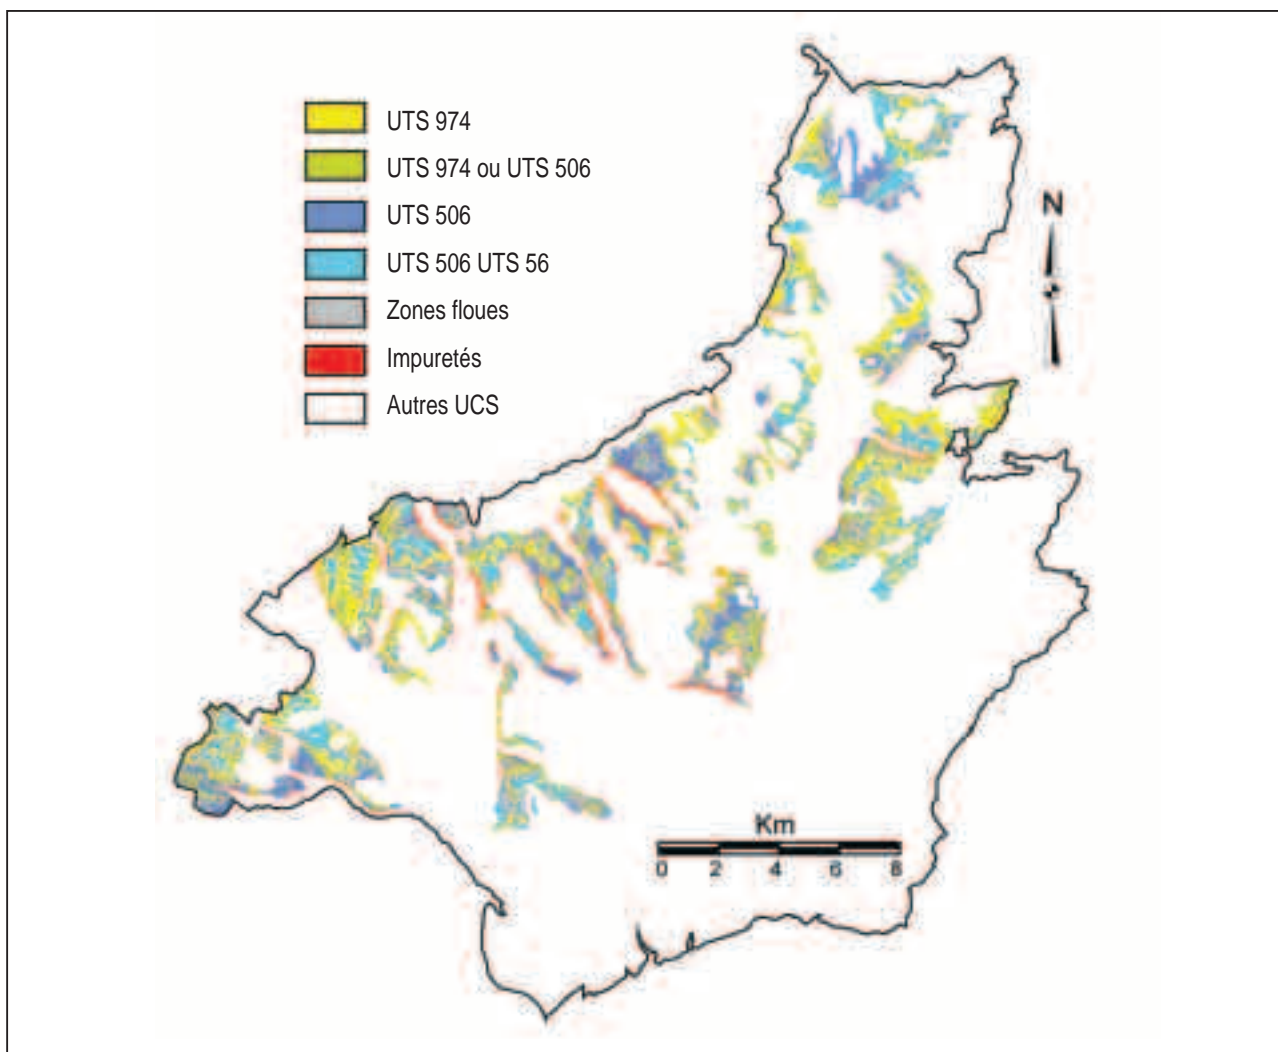 UTS 974
UTS 974 ou UTS 506
UTS 506
UTS 506 UTS 56
Zones floues
Impuretés
Autres UCS
N
Km
0 2 4 6 8